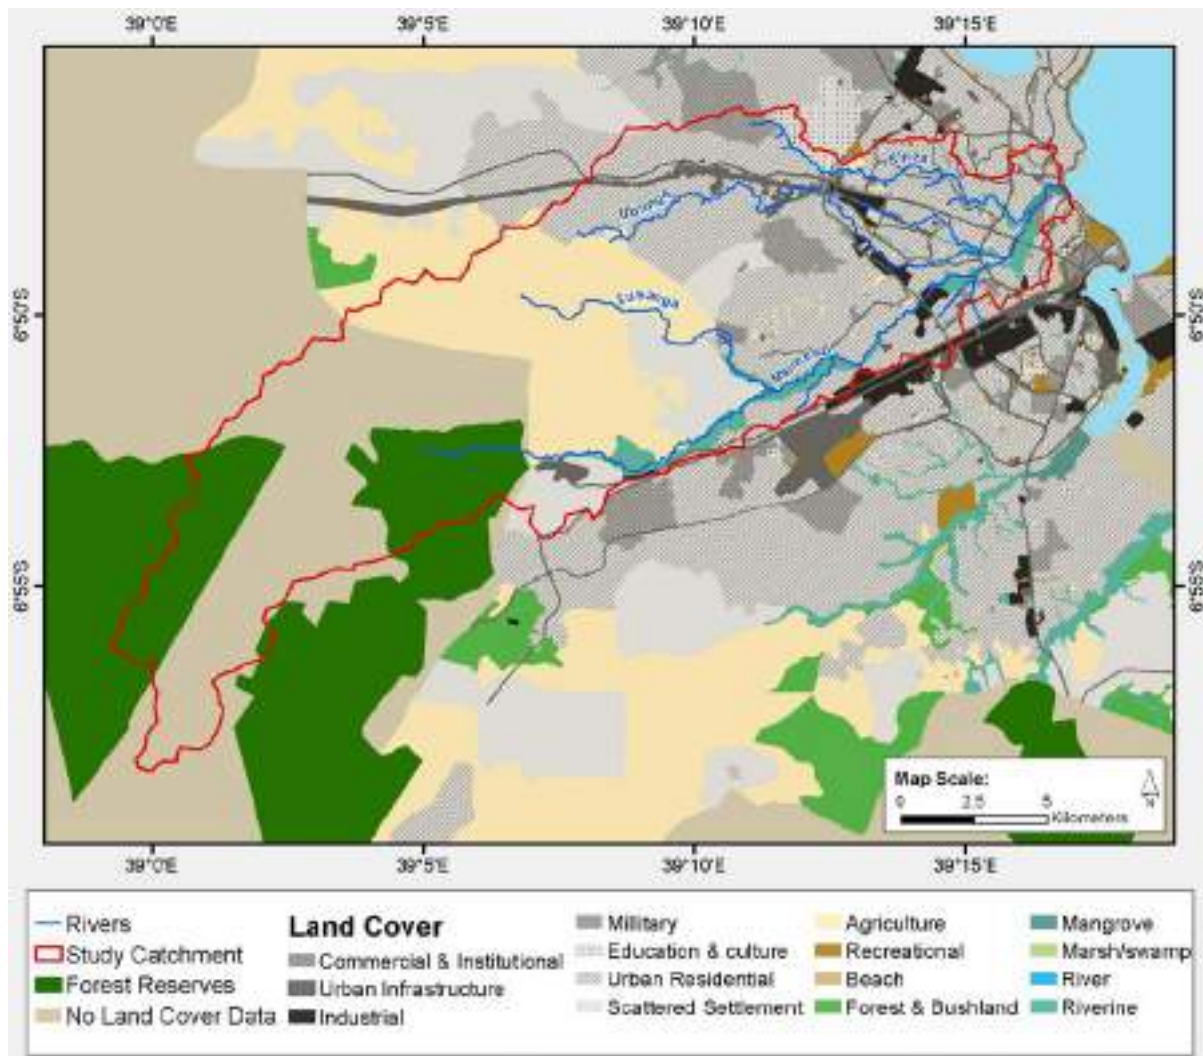 39°0'E 39°5'E 39°10'E 39°15'E
6°50'S
6°55'S
6°50'S
6°55'S
Map Scale:
0 2.5 5
Kilometers
N
39°0'E 39°5'E 39°10'E 39°15'E
Rivers
Study Catchment
Forest Reserves
No Land Cover Data
Land Cover
Commercial & Institutional
Urban Infrastructure
Industrial
Millitary
Education & culture
Urban Residential
Scattered Settlement
Agriculture
Recreational
Beach
Forest & Bushland
Mangrove
Marsh/swamp
River
Riverine